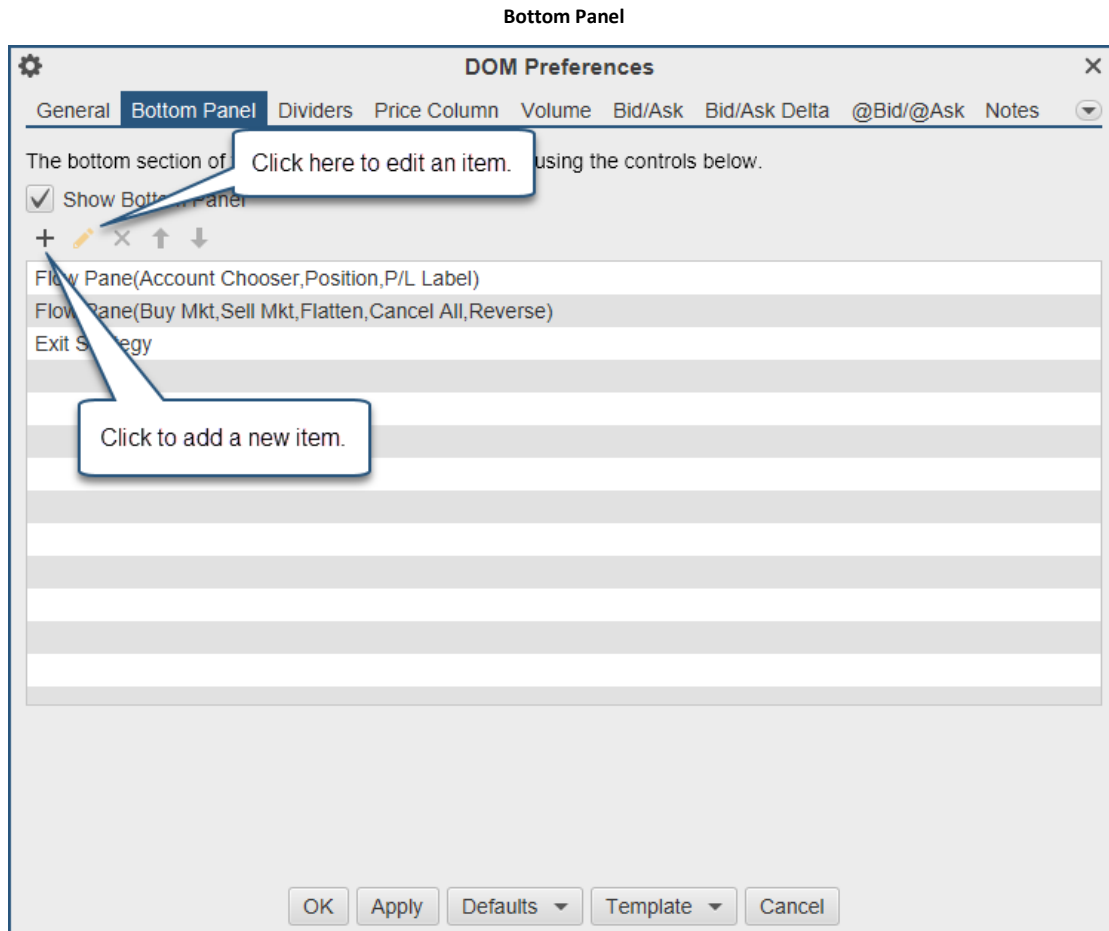 Bottom Panel
DOM Preferences
General Bottom Panel Dividers Price Column Volume Bid/Ask Bid/Ask Delta @Bid/@Ask Notes
The bottom section of using the controls below.
Click here to edit an item.
Show Bottom Panel
Flow Pane(Account Chooser,Position,P/L Label)
Flow Pane(Buy Mkt,Sell Mkt,Flatten,Cancel All,Reverse)
Exit Strategy
Click to add a new item.
OK Apply Defaults Template Cancel